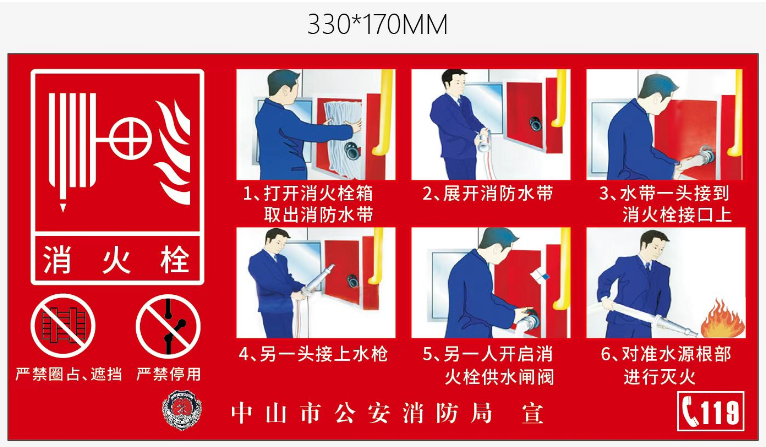 330*170MM
消火栓
严禁圈占、遮挡
严禁停用
1、打开消火栓箱
取出消防水带
2、展开消防水带
3、水带一头接到
消火栓接口上
4、另一头接上水枪
5、另一人开启消
火栓供水闸阀
6、对准水源根部
进行灭火
中山市公安消防局 宣
119